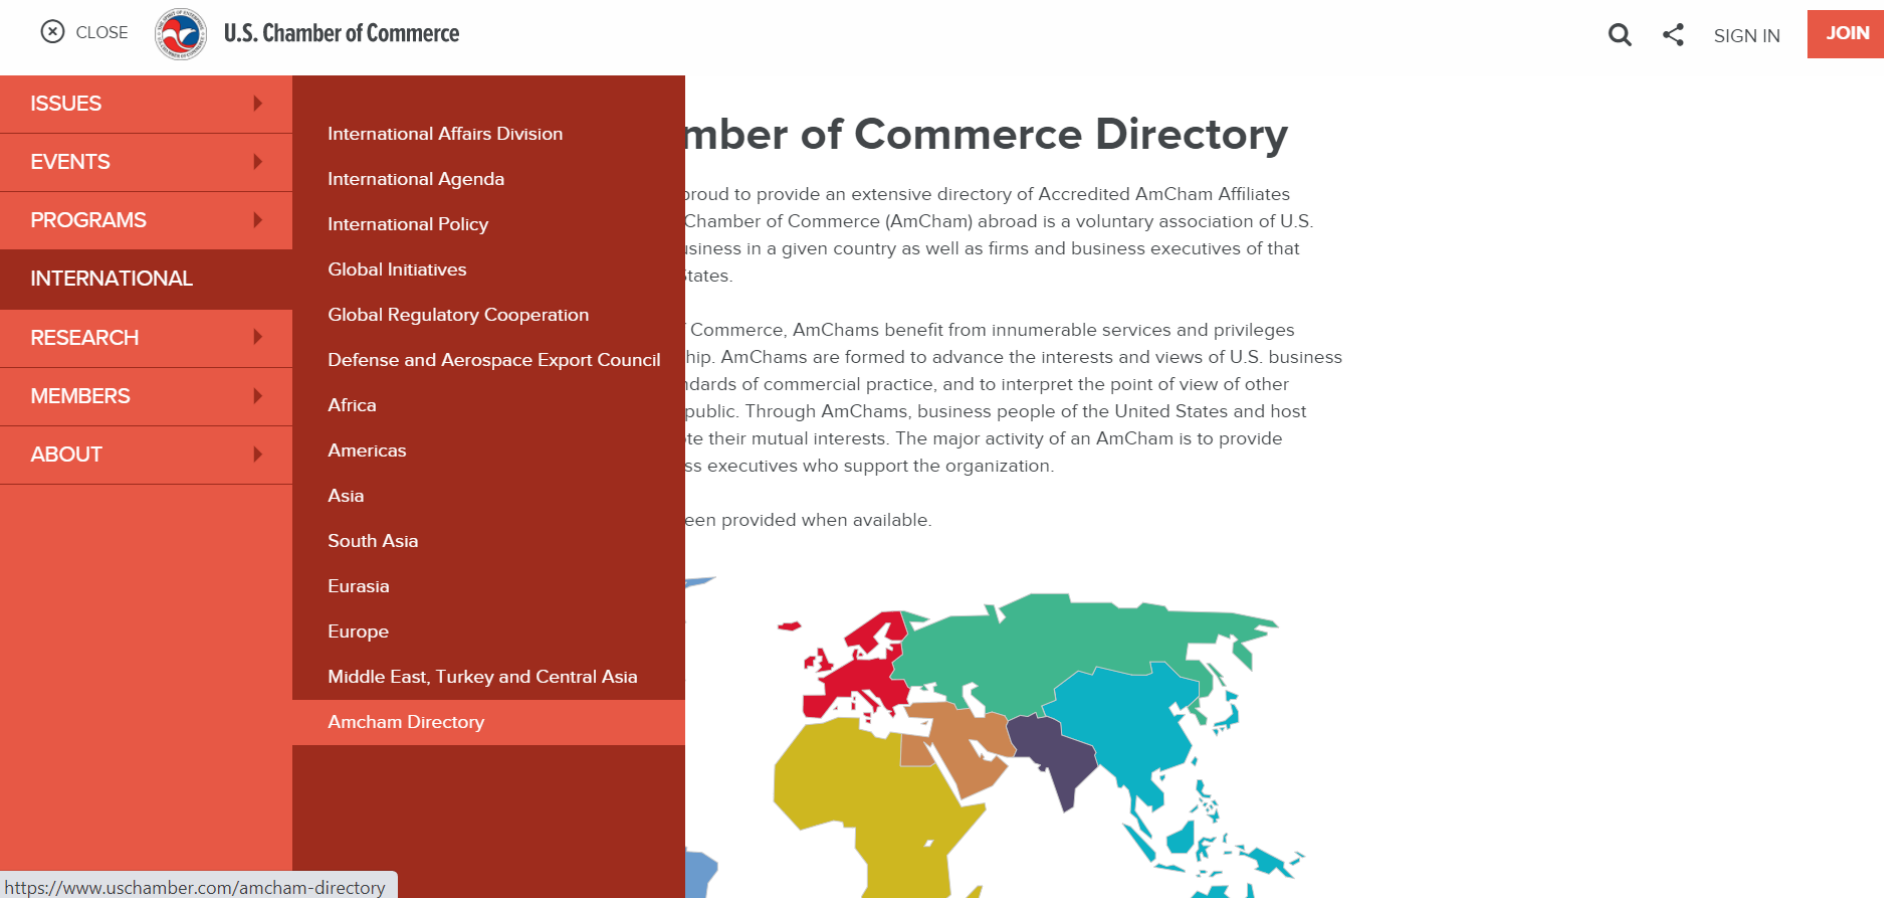 CLOSE
U.S. Chamber of Commerce
SIGN IN
JOIN
ISSUES
EVENTS
PROGRAMS
INTERNATIONAL
RESEARCH
MEMBERS
ABOUT
International Affairs Division
International Agenda
International Policy
Global Initiatives
Global Regulatory Cooperation
Defense and Aerospace Export Council
Africa
Americas
Asia
South Asia
Eurasia
Europe
Middle East, Turkey and Central Asia
Amcham Directory
mber of Commerce Directory
proud to provide an extensive directory of Accredited AmCham Affiliates
Chamber of Commerce (AmCham) abroad is a voluntary association of U.S.
usiness in a given country as well as firms and business executives of that
States.
f Commerce, AmChams benefit from innumerable services and privileges
hip. AmChams are formed to advance the interests and views of U.S. business
ndards of commercial practice, and to interpret the point of view of other
public. Through AmChams, business people of the United States and host
te their mutual interests. The major activity of an AmCham is to provide
ss executives who support the organization.
een provided when available.
https://www.uschamber.com/amcham-directory